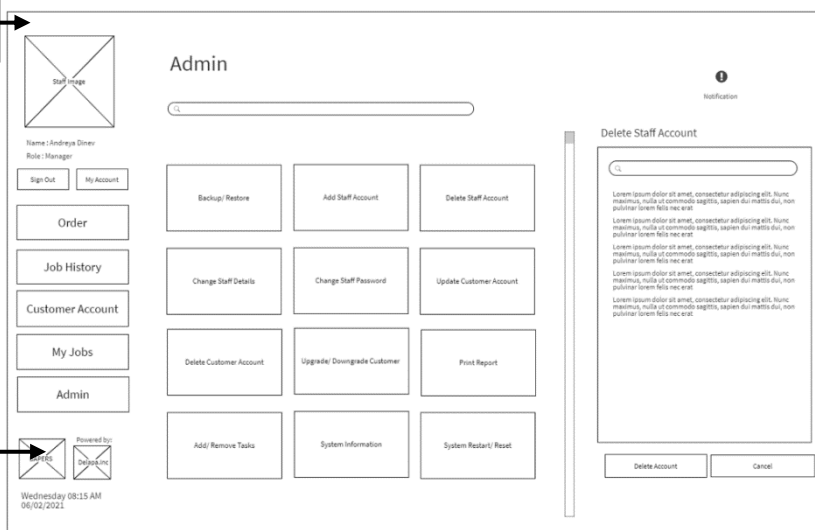 Staff Image
Name : Andreya Dinev
Role : Manager
Sign Out
My Account
Order
Job History
Customer Account
My Jobs
Admin
BAPERS
Powered by:
Delapa.inc
Wednesday 08:15 AM
06/02/2021
Admin
Backup/ Restore
Add Staff Account
Delete Staff Account
Change Staff Details
Change Staff Password
Update Customer Account
Delete Customer Account
Upgrade/ Downgrade Customer
Print Report
Add/ Remove Tasks
System Information
System Restart/ Reset
Notification
Delete Staff Account
Lorem ipsum dolor sit amet, consectetur adipiscing elit. Nunc
maximus, nulla ut commodo sagittis, sapien dui mattis dui, non
pulvinar lorem felis nec erat
Lorem ipsum dolor sit amet, consectetur adipiscing elit. Nunc
maximus, nulla ut commodo sagittis, sapien dui mattis dui, non
pulvinar lorem felis nec erat
Lorem ipsum dolor sit amet, consectetur adipiscing elit. Nunc
maximus, nulla ut commodo sagittis, sapien dui mattis dui, non
pulvinar lorem felis nec erat
Lorem ipsum dolor sit amet, consectetur adipiscing elit. Nunc
maximus, nulla ut commodo sagittis, sapien dui mattis dui, non
pulvinar lorem felis nec erat
Lorem ipsum dolor sit amet, consectetur adipiscing elit. Nunc
maximus, nulla ut commodo sagittis, sapien dui mattis dui, non
pulvinar lorem felis nec erat
Delete Account
Cancel